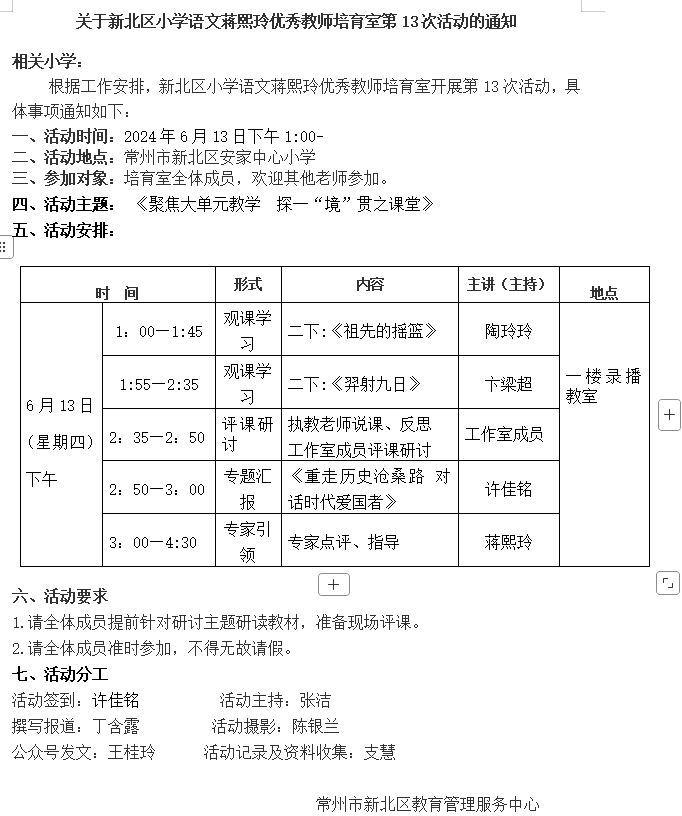 关于新北区小学语文蒋熙玲优秀教师培育室第13次活动的通知
相关小学：
根据工作安排，新北区小学语文蒋熙玲优秀教师培育室开展第13次活动，具
体事项通知如下：
一、活动时间：2024年6月13日下午1:00-
二、活动地点：常州市新北区安家中心小学
三、参加对象：培育室全体成员，欢迎其他老师参加。
四、活动主题： 《聚焦大单元教学 探一“境”贯之课堂》
五、活动安排：
时 间 形式 内容 主讲（主持） 地点
6月13日
（星期四）
下午
1：00—1:45 观课学
习 二下:《祖先的摇篮》 陶玲玲
1:55—2:35 观课学
习 二下:《羿射九日》 卞梁超
一楼录播
教室
2：35—2：50 评课研
讨 执教老师说课、反思
工作室成员评课研讨 工作室成员
2：50—3：00 专题汇
报 《重走历史沧桑路 对
话时代爱国者》 许佳铭
3：00—4:30 专家引
领 专家点评、指导 蒋熙玲
六、活动要求
1.请全体成员提前针对研讨主题研读教材，准备现场评课。
2.请全体成员准时参加，不得无故请假。
七、活动分工
活动签到：许佳铭 活动主持：张洁
撰写报道：丁含露 活动摄影：陈银兰
公众号发文：王桂玲 活动记录及资料收集：支慧
常州市新北区教育管理服务中心